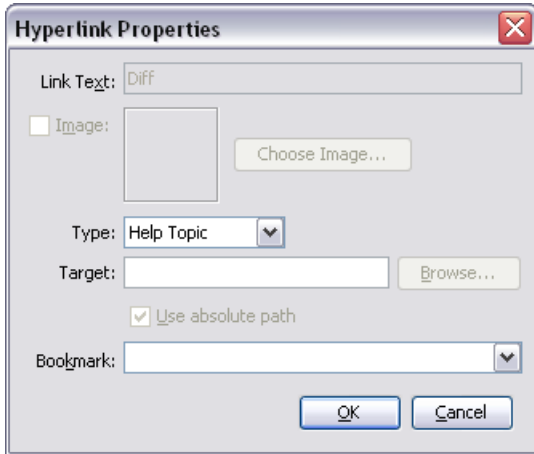 Hyperlink Properties
Link Text: Diff
Image:
Choose Image...
Type: Help Topic
Target:
Browse...
Use absolute path
Bookmark:
OK Cancel